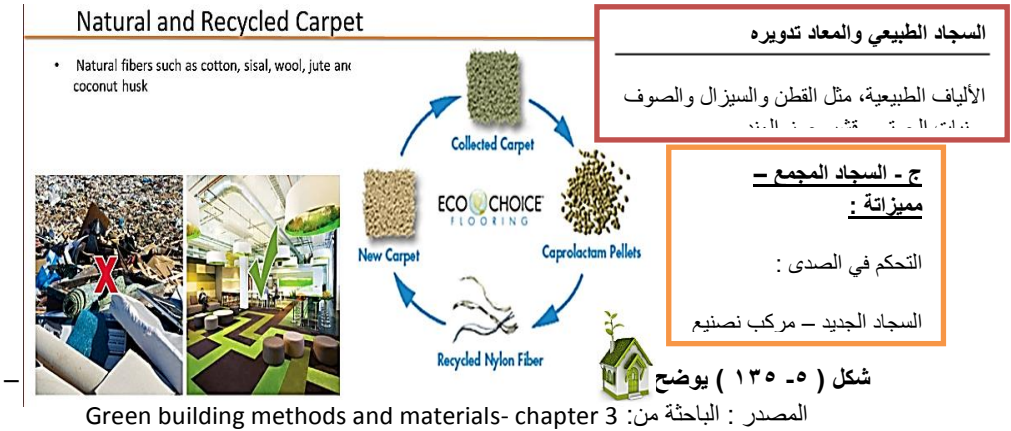 Natural and Recycled Carpet
• Natural fibers such as cotton, sisal, wool, jute and
coconut husk
Collected Carpet
ECO CHOICE
FLOORING
New Carpet
Caprolactam Pellets
Recycled Nylon Fiber
X
السجاد الطبيعي والمعاد تدويره
الألياف الطبيعية، مثل القطن والسيزال والصوف
ج - السجاد المجمع –
مميزاتة :
التحكم في الصدى :
السجاد الجديد – مركب نصنيع
شكل ( ٥- ١٣٥ ) يوضح
المصدر : الباحثة من: Green building methods and materials- chapter 3